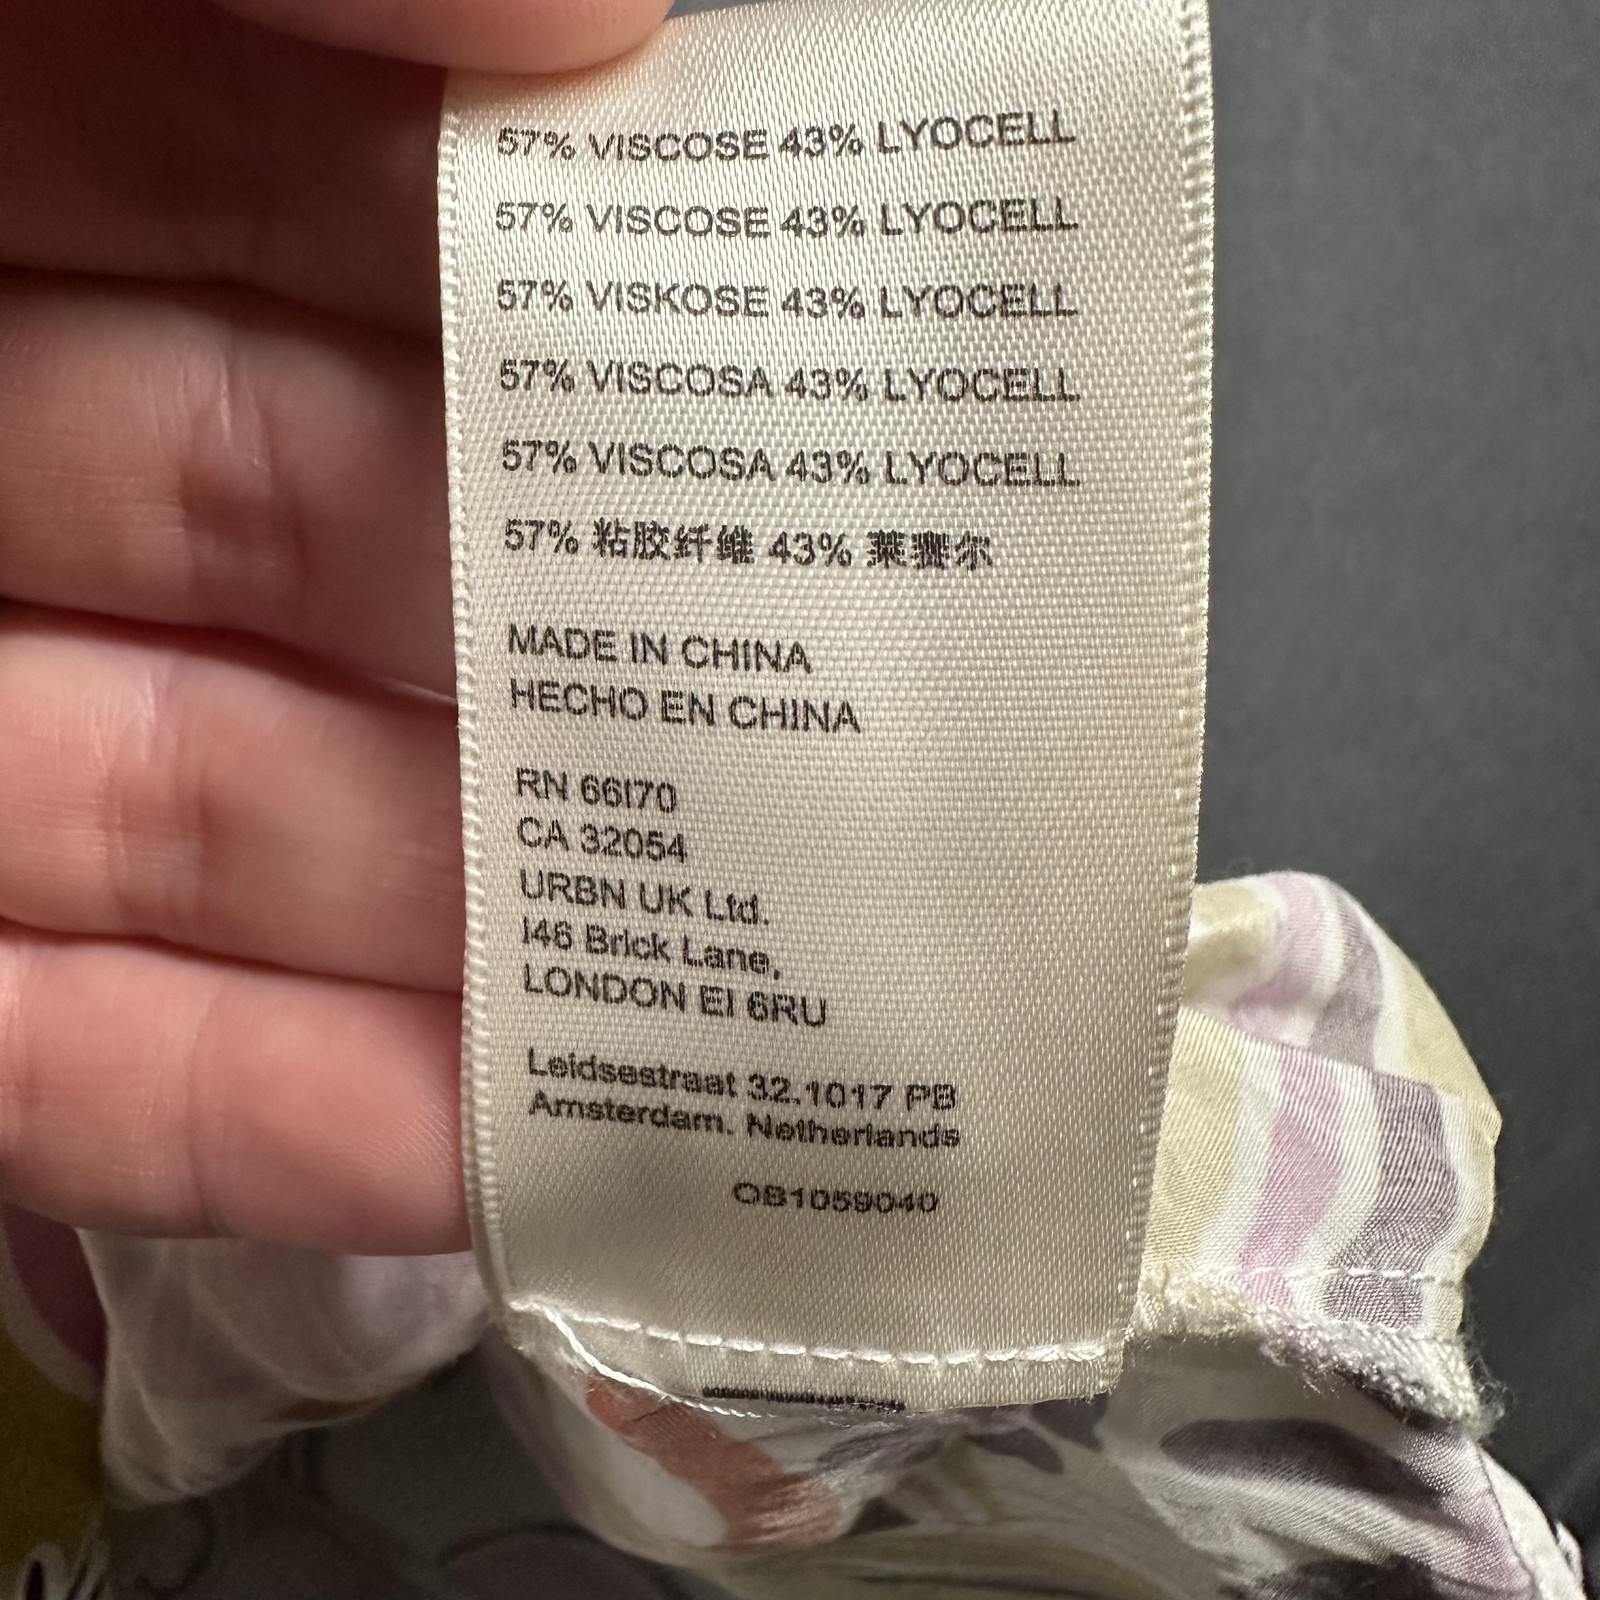 57% VISCOSE 43% LYOCELL
57% VISCOSE 43% LYOCELL
57% VISKOSE 43% LYOCELL
57% VISCOSA 43% LYOCELL
57% VISCOSA 43% LYOCELL
57% 粘胶纤维 43% 莱赛尔
MADE IN CHINA
HECHO EN CHINA
RN 66170
CA 32054
URBN UK Ltd.
146 Brick Lane,
LONDON E1 6RU
Leidsestraat 32.1017 PB
Amsterdam. Netherlands
OB1059040